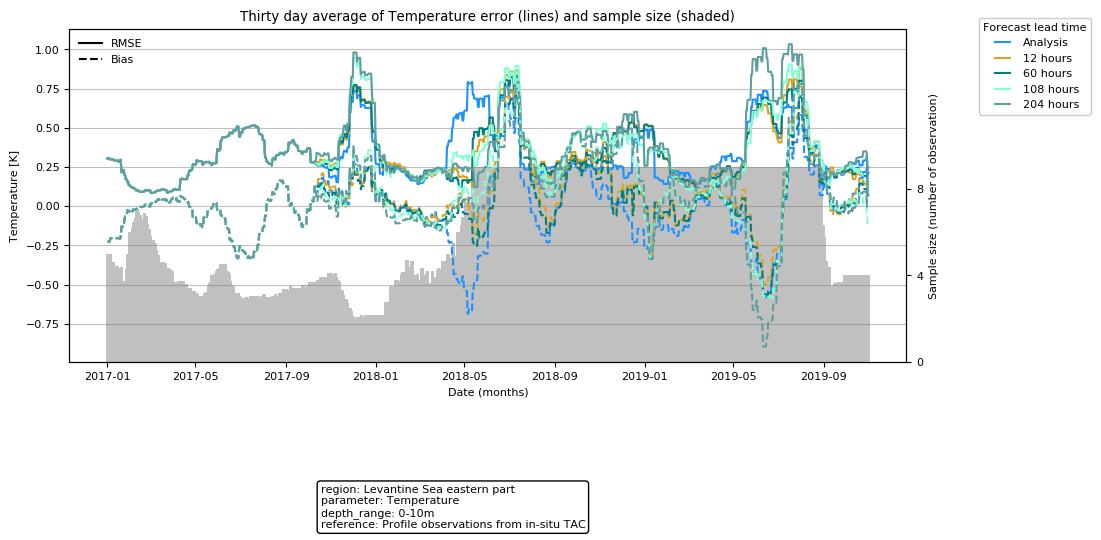 Thirty day average of Temperature error (lines) and sample size (shaded)
RMSE
Bias
Forecast lead time
Analysis
12 hours
60 hours
108 hours
204 hours
Temperature [K]
1.00
0.75
0.50
0.25
0.00
−0.25
−0.50
−0.75
Sample size (number of observation)
8
4
0
2017-01
2017-05
2017-09
2018-01
2018-05
2018-09
2019-01
2019-05
2019-09
Date (months)
region: Levantine Sea eastern part
parameter: Temperature
depth_range: 0-10m
reference: Profile observations from in-situ TAC